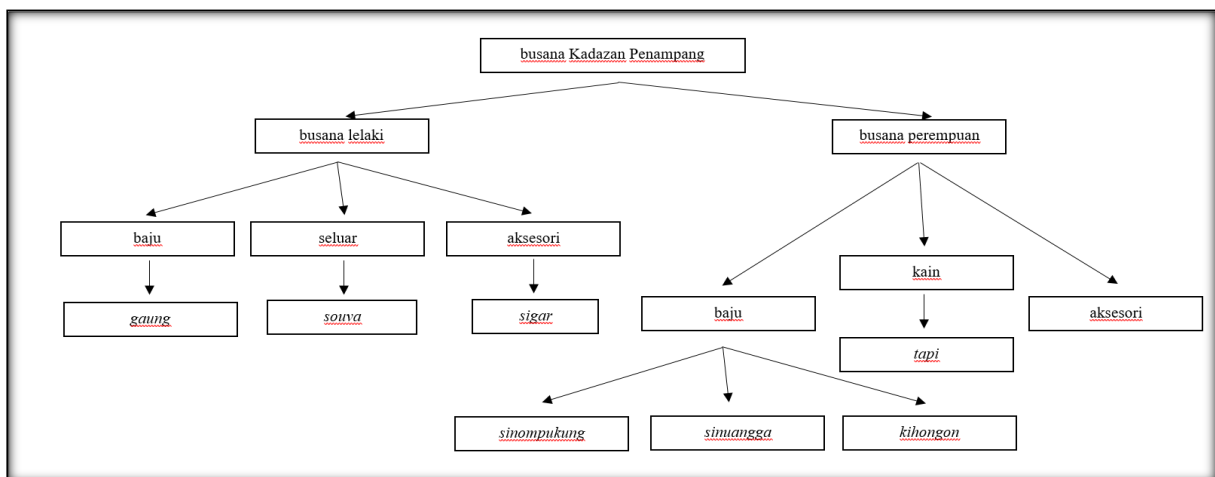 busana Kadazan Penampang
busana lelaki
busana perempuan
baju
seluar
aksesori
kain
gaung
souva
sigar
baju
aksesori
tapi
sinompukung
sinuangga
kihongon